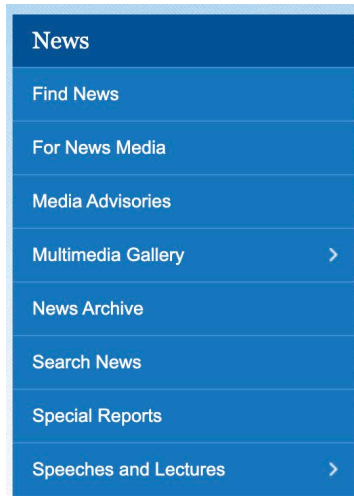 News
Find News
For News Media
Media Advisories
Multimedia Gallery
News Archive
Search News
Special Reports
Speeches and Lectures